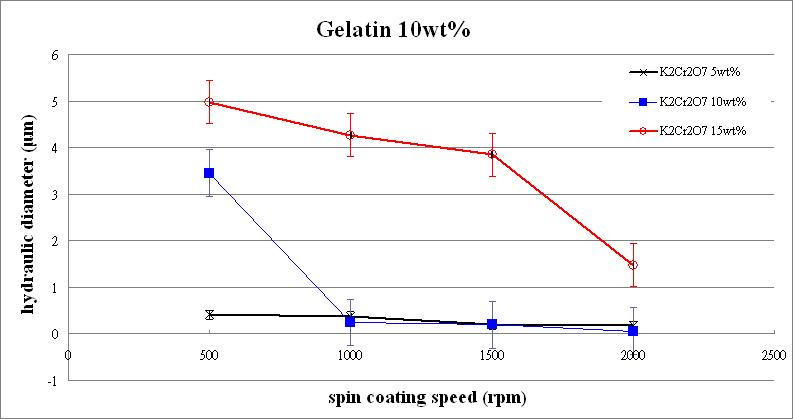 Gelatin 10wt%
6
5
4
3
2
1
0
-1
hydraulic diameter (μm)
K2Cr2O7 5wt%
K2Cr2O7 10wt%
K2Cr2O7 15wt%
0 500 1000 1500 2000 2500
spin coating speed (rpm)